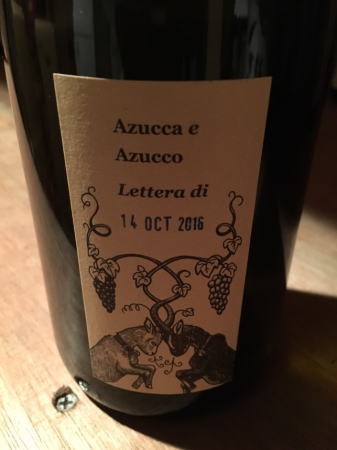 Azucca e
Azucco
Lettera di
14 OCT 2016